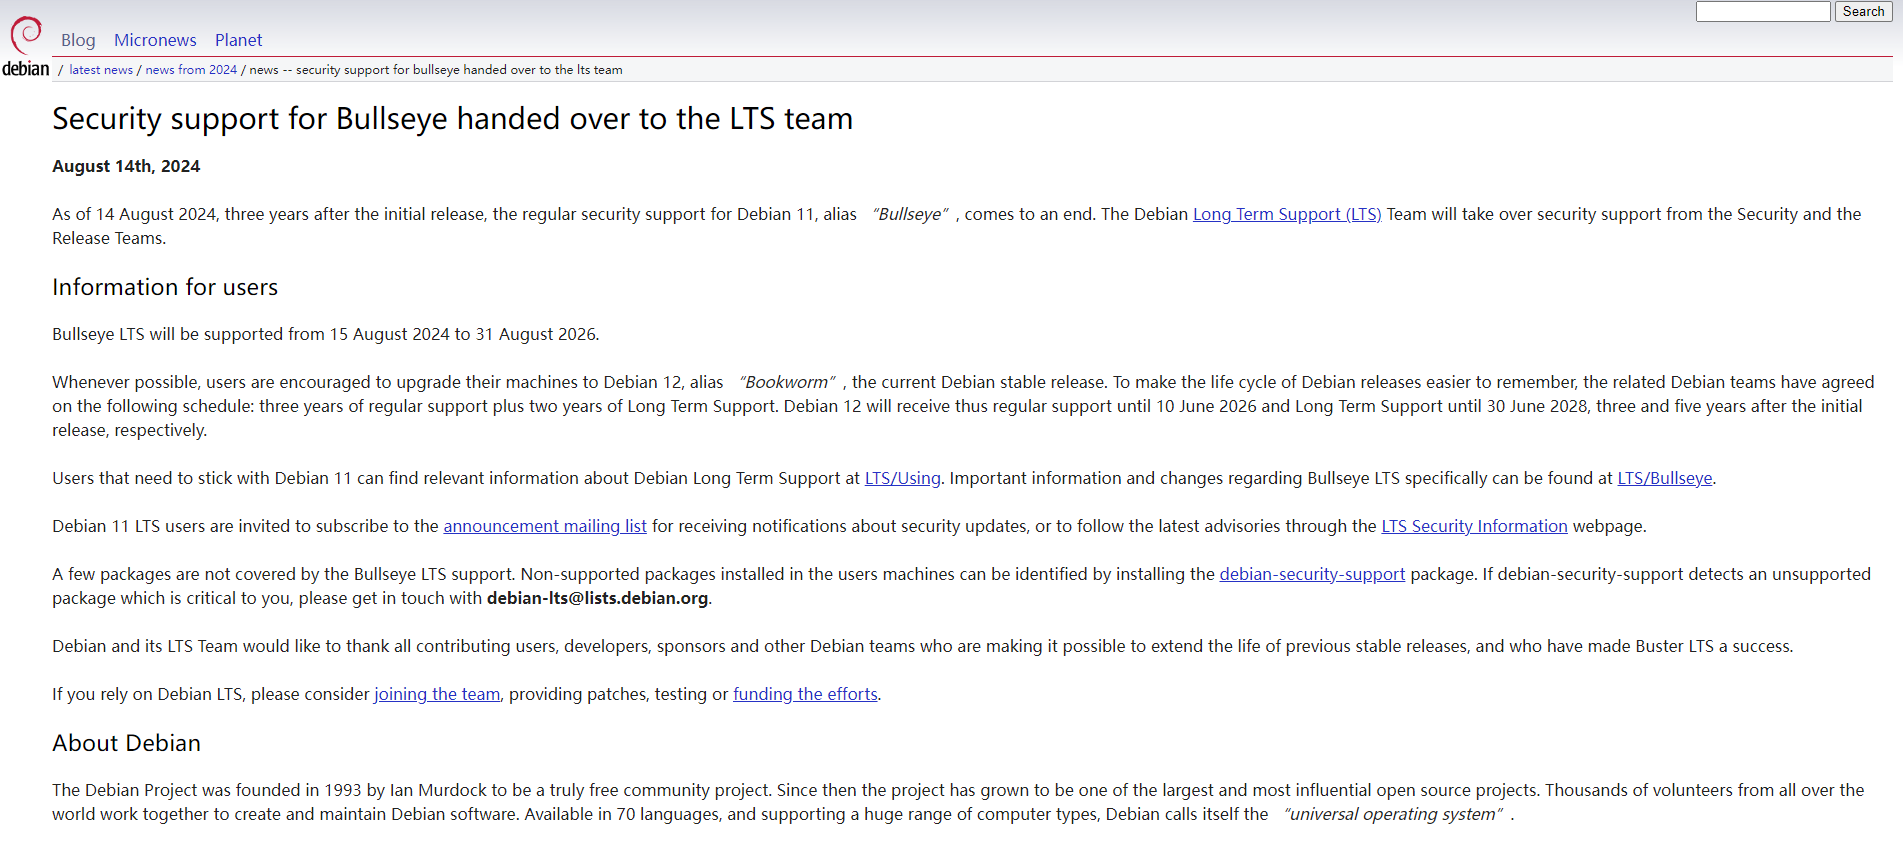 Search
Blog Micronews Planet
debian / latest news / news from 2024 / news -- security support for bullseye handed over to the lts team
Security support for Bullseye handed over to the LTS team
August 14th, 2024
As of 14 August 2024, three years after the initial release, the regular security support for Debian 11, alias “Bullseye”, comes to an end. The Debian Long Term Support (LTS) Team will take over security support from the Security and the
Release Teams.
Information for users
Bullseye LTS will be supported from 15 August 2024 to 31 August 2026.
Whenever possible, users are encouraged to upgrade their machines to Debian 12, alias “Bookworm”, the current Debian stable release. To make the life cycle of Debian releases easier to remember, the related Debian teams have agreed
on the following schedule: three years of regular support plus two years of Long Term Support. Debian 12 will receive thus regular support until 10 June 2026 and Long Term Support until 30 June 2028, three and five years after the initial
release, respectively.
Users that need to stick with Debian 11 can find relevant information about Debian Long Term Support at LTS/Using. Important information and changes regarding Bullseye LTS specifically can be found at LTS/Bullseye.
Debian 11 LTS users are invited to subscribe to the announcement mailing list for receiving notifications about security updates, or to follow the latest advisories through the LTS Security Information webpage.
A few packages are not covered by the Bullseye LTS support. Non-supported packages installed in the users machines can be identified by installing the debian-security-support package. If debian-security-support detects an unsupported
package which is critical to you, please get in touch with debian-lts@lists.debian.org.
Debian and its LTS Team would like to thank all contributing users, developers, sponsors and other Debian teams who are making it possible to extend the life of previous stable releases, and who have made Buster LTS a success.
If you rely on Debian LTS, please consider joining the team, providing patches, testing or funding the efforts.
About Debian
The Debian Project was founded in 1993 by Ian Murdock to be a truly free community project. Since then the project has grown to be one of the largest and most influential open source projects. Thousands of volunteers from all over the
world work together to create and maintain Debian software. Available in 70 languages, and supporting a huge range of computer types, Debian calls itself the “universal operating system”.